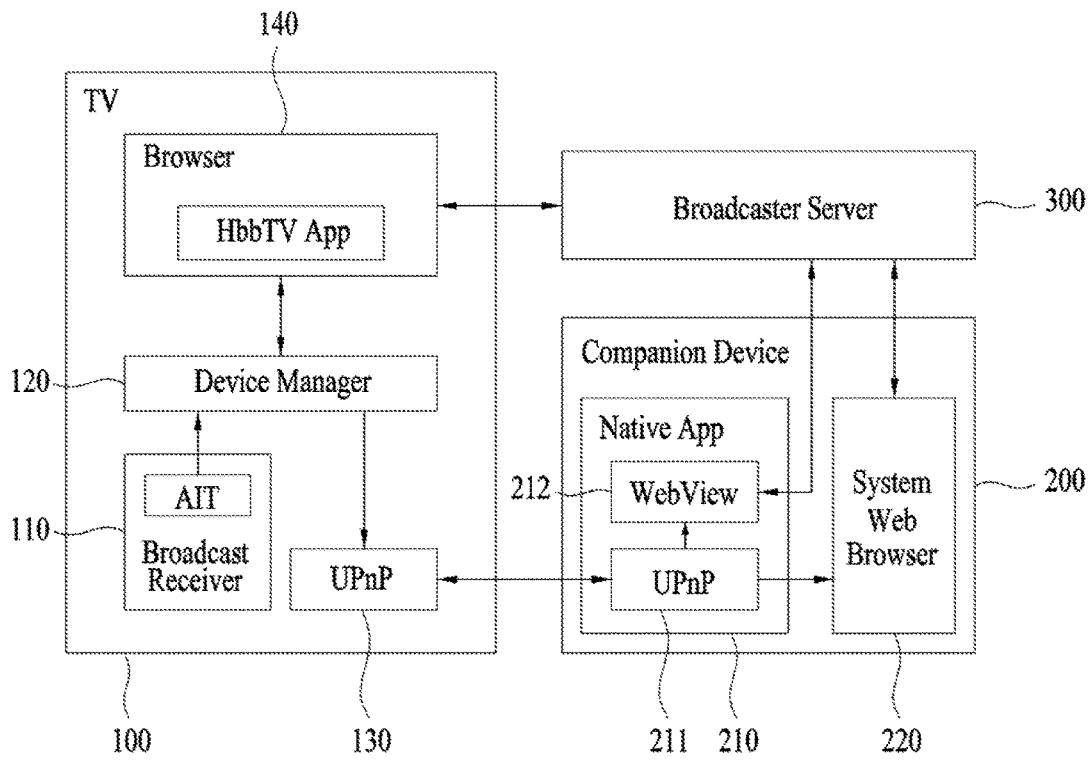 140
TV
Browser
HbbTV App
Broadcaster Server
300
Companion Device
120
Device Manager
Native App
212
WebView
System
Web
Browser
200
110
AIT
Broadcast
Receiver
UPnP
UPnP
100
130
211
210
220